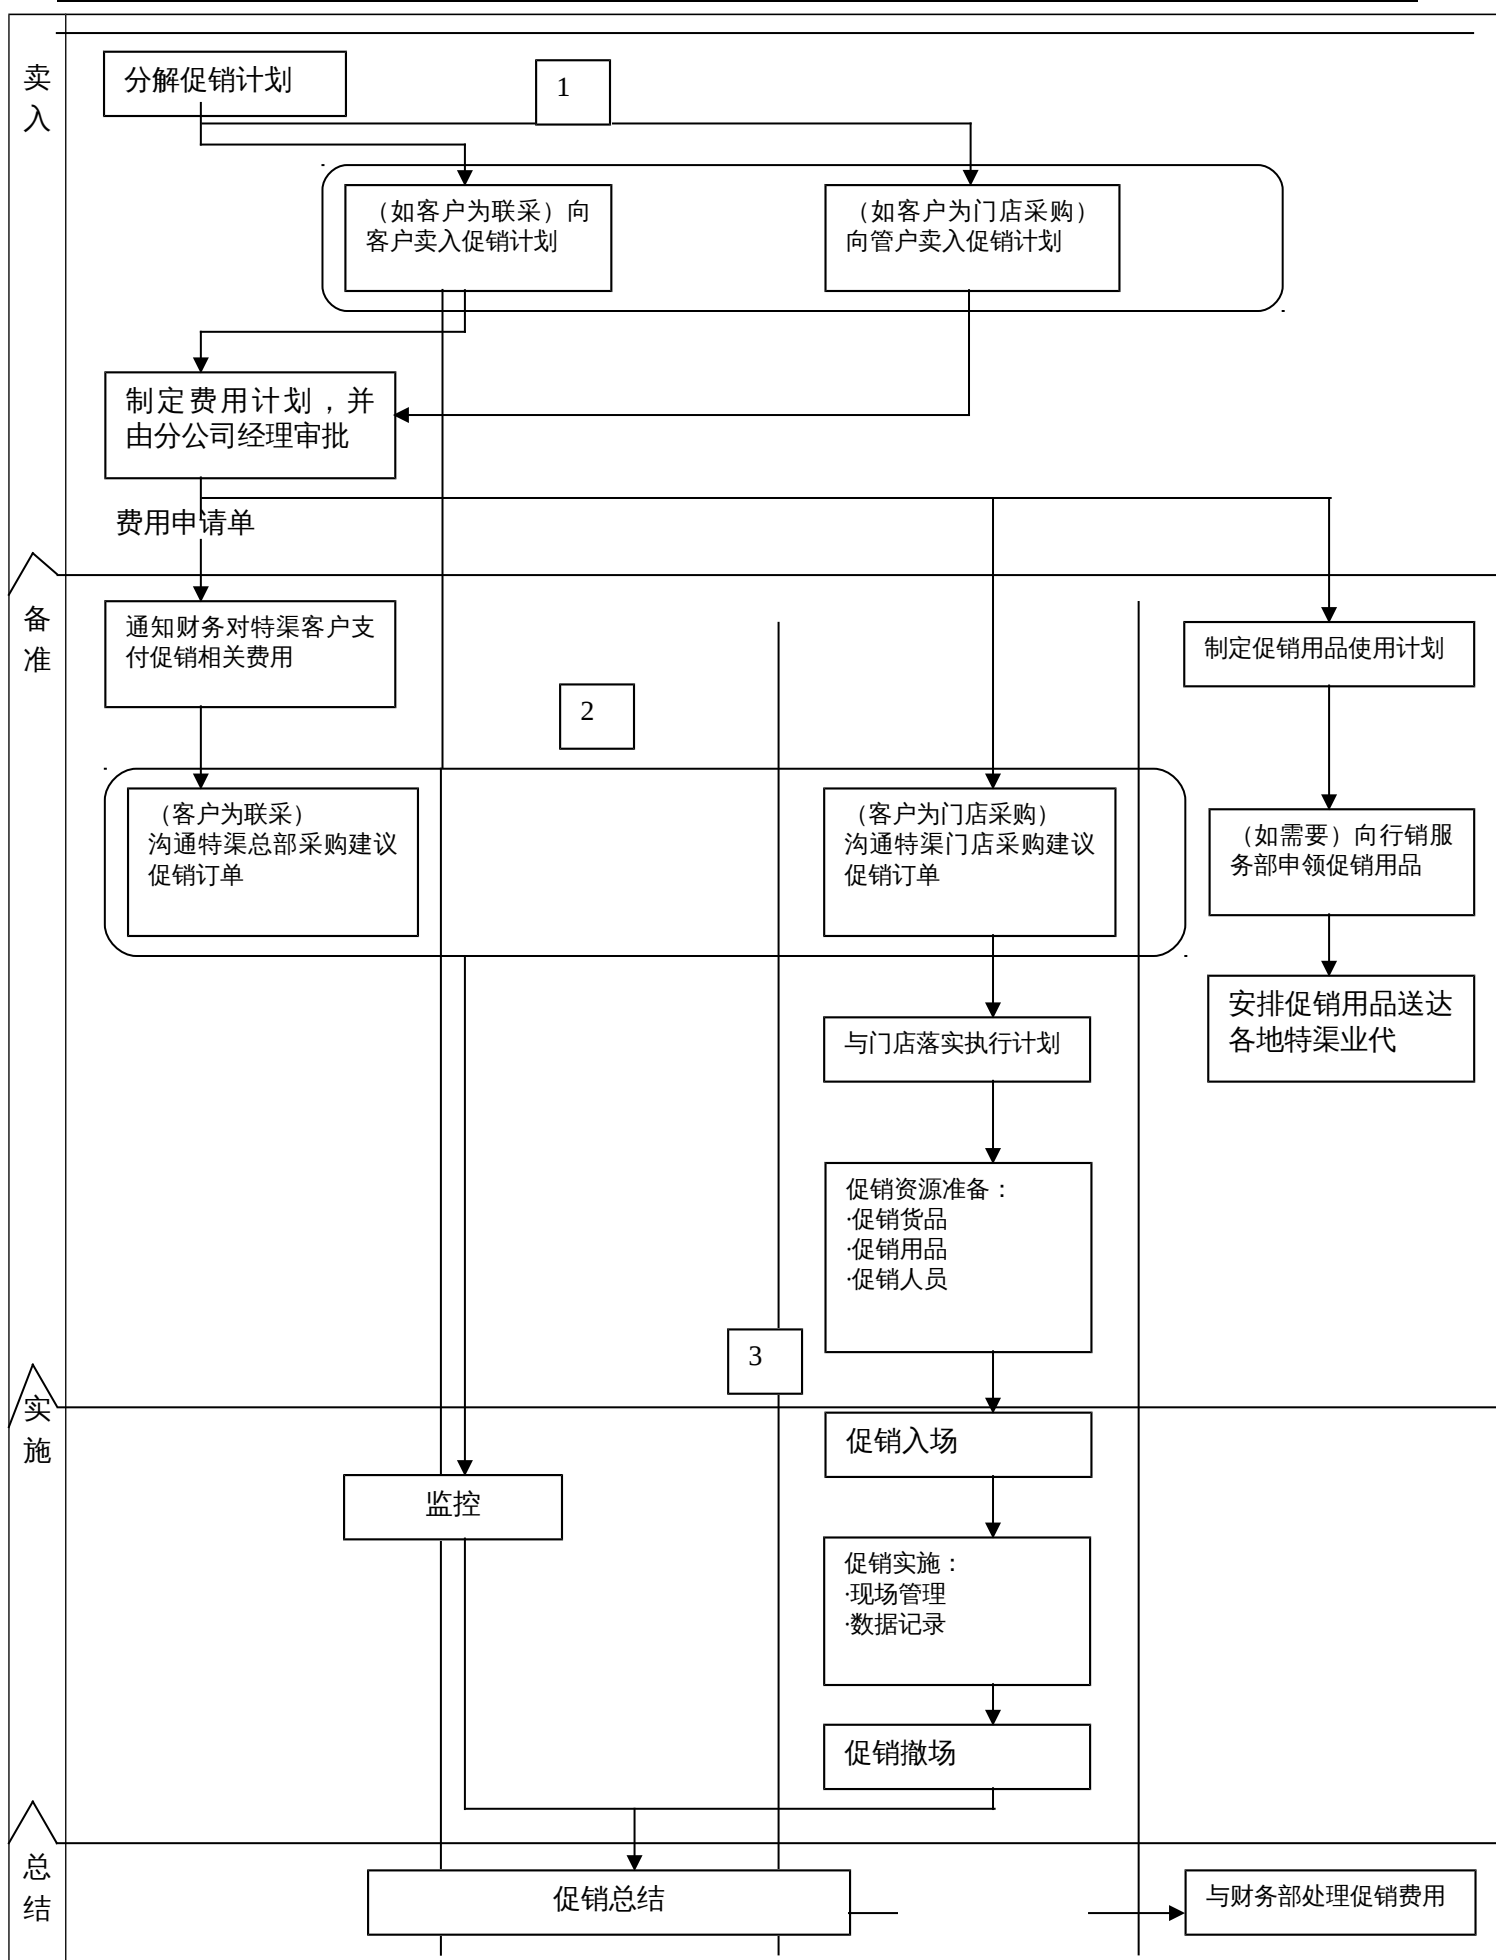 卖
入
分解促销计划
1
（如客户为联采）向
客户卖入促销计划
（如客户为门店采购）
向管户卖入促销计划
制定费用计划，并
由分公司经理审批
费用申请单
备
准
通知财务对特渠客户支
付促销相关费用
制定促销用品使用计划
2
（客户为联采）
沟通特渠总部采购建议
促销订单
（客户为门店采购）
沟通特渠门店采购建议
促销订单
（如需要）向行销服
务部申领促销用品
安排促销用品送达
各地特渠业代
与门店落实执行计划
促销资源准备：
·促销货品
·促销用品
·促销人员
3
实
施
促销入场
监控
促销实施：
·现场管理
·数据记录
促销撤场
总
结
促销总结
与财务部处理促销费用